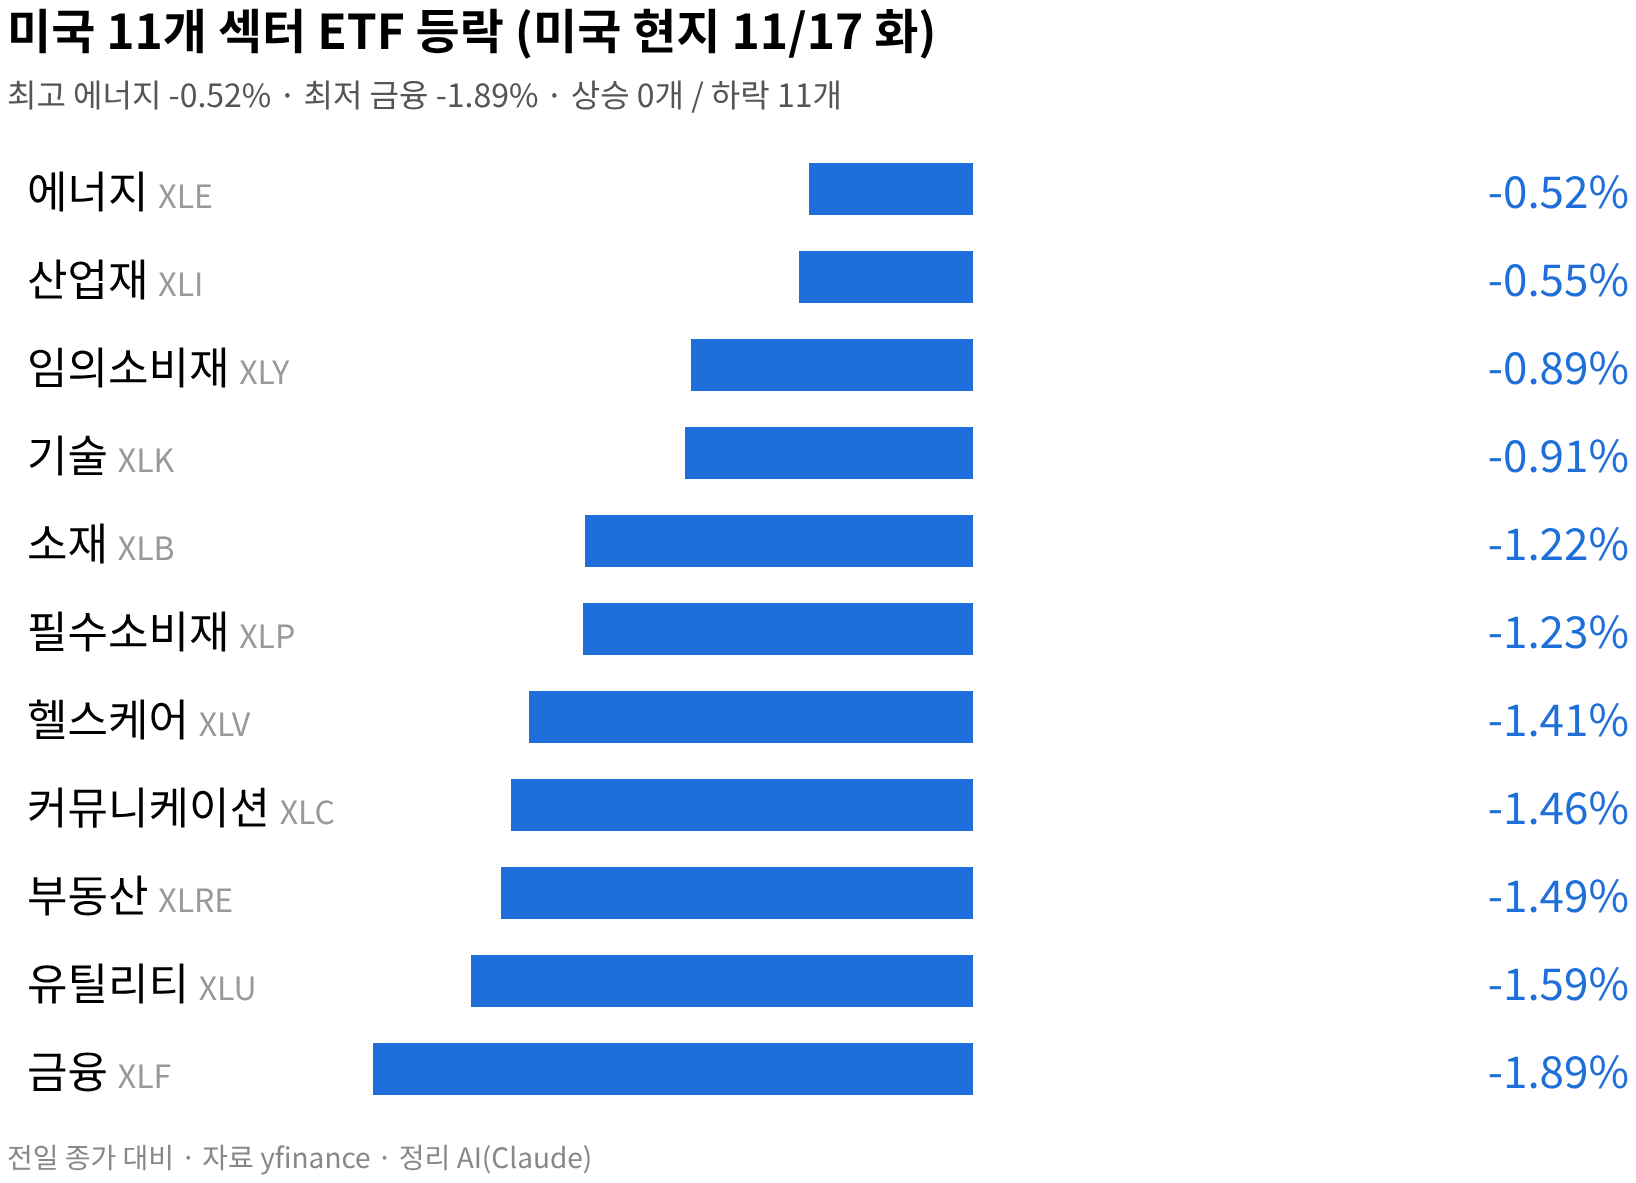 미국 11개 섹터 ETF 등락 (미국 현지 11/17 화)
최고 에너지 -0.52% · 최저 금융 -1.89% · 상승 0개 / 하락 11개
에너지 XLE -0.52%
산업재 XLI -0.55%
임의소비재 XLY -0.89%
기술 XLK -0.91%
소재 XLB -1.22%
필수소비재 XLP -1.23%
헬스케어 XLV -1.41%
커뮤니케이션 XLC -1.46%
부동산 XLRE -1.49%
유틸리티 XLU -1.59%
금융 XLF -1.89%
전일 종가 대비 · 자료 yfinance · 정리 AI(Claude)